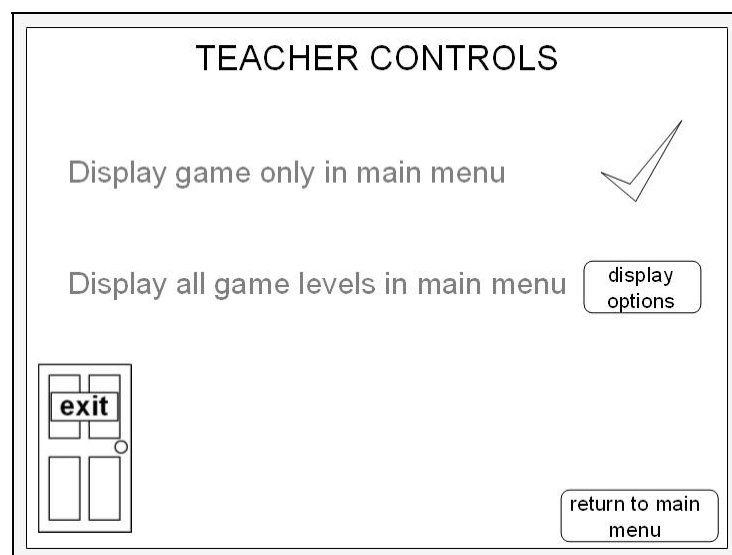 TEACHER CONTROLS
Display game only in main menu
Display all game levels in main menu
display
options
exit
return to main
menu